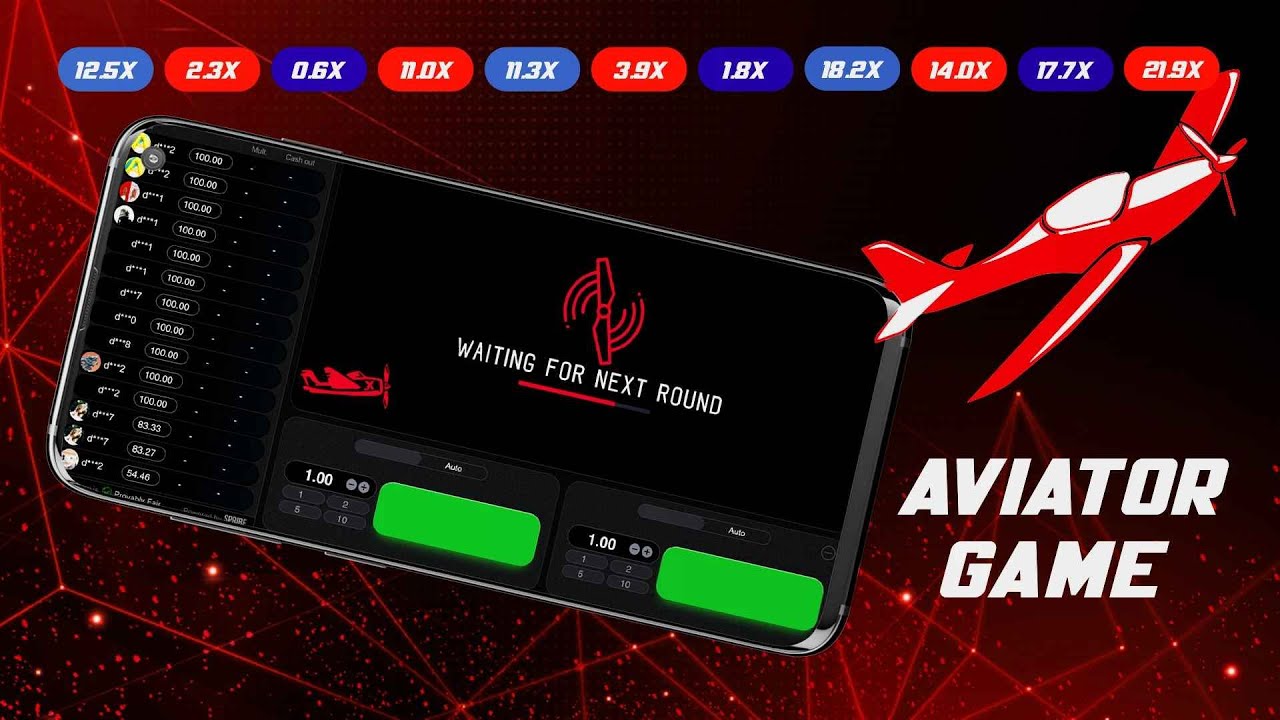 12.5X 2.3X 0.6X 11.0X 11.3X 3.9X 1.8X 18.2X 14.0X 17.7X 21.9X
Mult. Cash out
d***2 100.00 - -
***2 100.00 - -
d***1 100.00 - -
d***1 100.00 - -
d***1 100.00 - -
d***1 100.00 - -
d***7 100.00 - -
d***0 100.00 - -
d***8 100.00 - -
d***2 100.00 - -
d***2 100.00 - -
d***7 83.33 - -
d***7 83.27 - -
d***2 54.46 - -
Provably Fair Powered by SPRIBE
WAITING FOR NEXT ROUND
Auto
1.00
1 2
5 10
Auto
1.00
1 2
5 10
AVIATOR
GAME